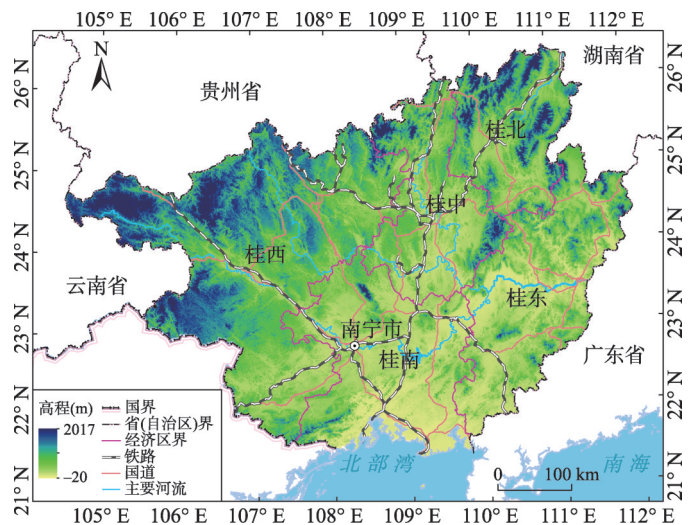 105°E 106°E 107°E 108°E 109°E 110°E 111°E 112°E
N
湖南省
贵州省
26°N
26°N
桂北
25°N
25°N
桂中
24°N
24°N
桂西
云南省
桂东
23°N
23°N
南宁市
桂南
广东省
22°N
22°N
高程(m)
2017
-20
国界
省(自治区)界
经济区界
铁路
国道
主要河流
北部湾
南海
0 100 km
21°N
21°N
105°E 106°E 107°E 108°E 109°E 110°E 111°E 112°E